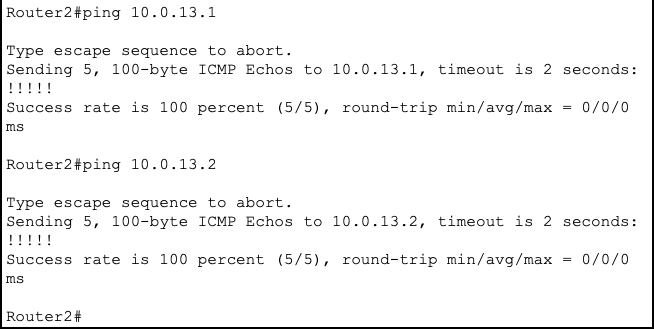 Router2#ping 10.0.13.1
Type escape sequence to abort.
Sending 5, 100-byte ICMP Echos to 10.0.13.1, timeout is 2 seconds:
!!!!!
Success rate is 100 percent (5/5), round-trip min/avg/max = 0/0/0
ms
Router2#ping 10.0.13.2
Type escape sequence to abort.
Sending 5, 100-byte ICMP Echos to 10.0.13.2, timeout is 2 seconds:
!!!!!
Success rate is 100 percent (5/5), round-trip min/avg/max = 0/0/0
ms
Router2#